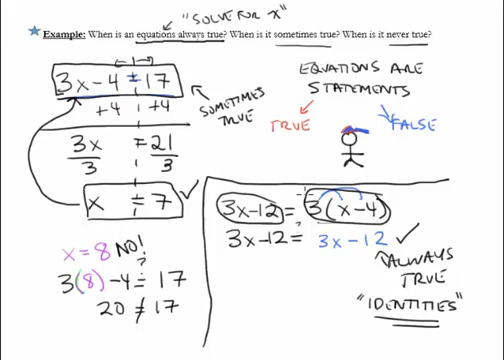 "SOLVE FOR X"
Example: When is an equations always true? When is it sometimes true? When is it never true?
3x - 4 = 17
+4 +4
SOMETIMES
TRUE
3x = 21
3 3
x = 7
x = 8 NO!
?
3(8) - 4 = 17
20 ≠ 17
EQUATIONS ARE
STATEMENTS
TRUE FALSE
3x - 12 = 3(x - 4)
?
3x - 12 = 3x - 12
ALWAYS
TRUE
"IDENTITIES"